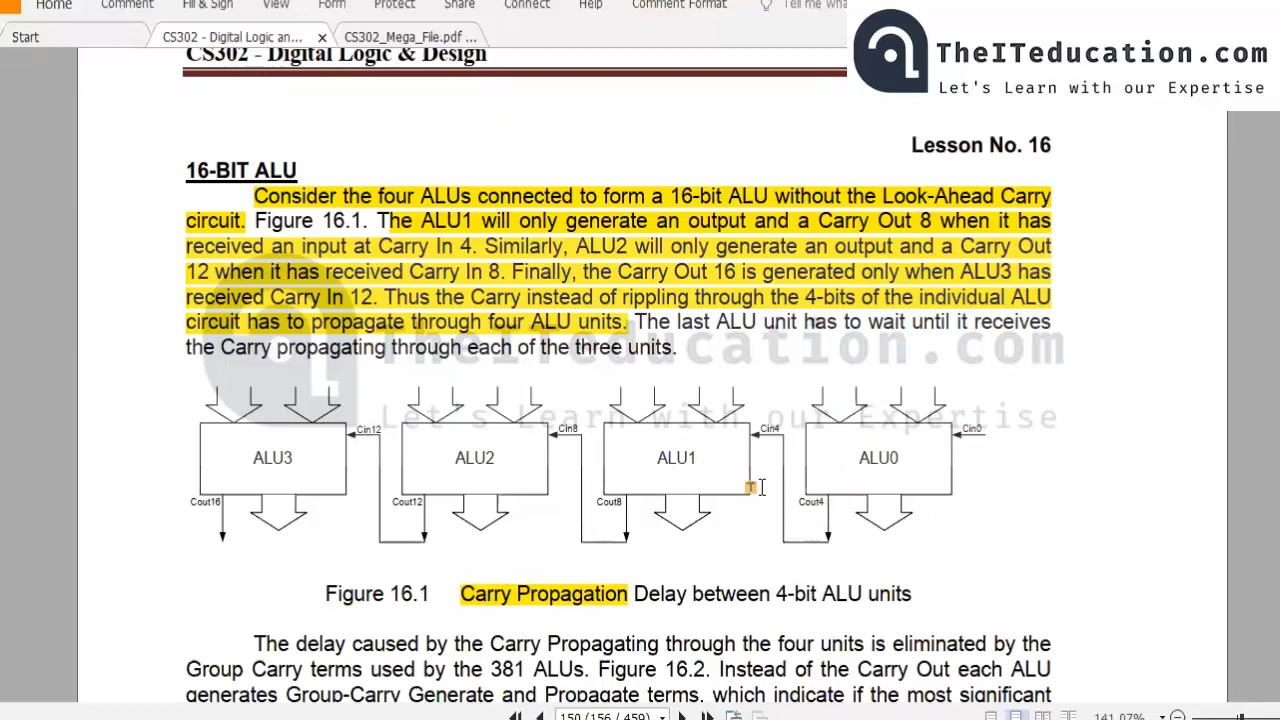 Home Comment Fill & Sign View Form Protect Share Connect Help Comment Format Tell me wha
Start CS302 - Digital Logic an... x CS302_Mega_File.pdf ...
TheITeducation.com
Let's Learn with our Expertise
CS302 - Digital Logic & Design
Lesson No. 16
16-BIT ALU
Consider the four ALUs connected to form a 16-bit ALU without the Look-Ahead Carry
circuit. Figure 16.1. The ALU1 will only generate an output and a Carry Out 8 when it has
received an input at Carry In 4. Similarly, ALU2 will only generate an output and a Carry Out
12 when it has received Carry In 8. Finally, the Carry Out 16 is generated only when ALU3 has
received Carry In 12. Thus the Carry instead of rippling through the 4-bits of the individual ALU
circuit has to propagate through four ALU units. The last ALU unit has to wait until it receives
the Carry propagating through each of the three units.
TheITeducation.com
Let's Learn with our Expertise
Cin12 Cin8 Cin4 Cin0
ALU3 ALU2 ALU1 ALU0
Cout16 Cout12 Cout8 Cout4
Figure 16.1 Carry Propagation Delay between 4-bit ALU units
The delay caused by the Carry Propagating through the four units is eliminated by the
Group Carry terms used by the 381 ALUs. Figure 16.2. Instead of the Carry Out each ALU
generates Group-Carry Generate and Propagate terms, which indicate if the most significant
150 (156 / 459) 141.07%